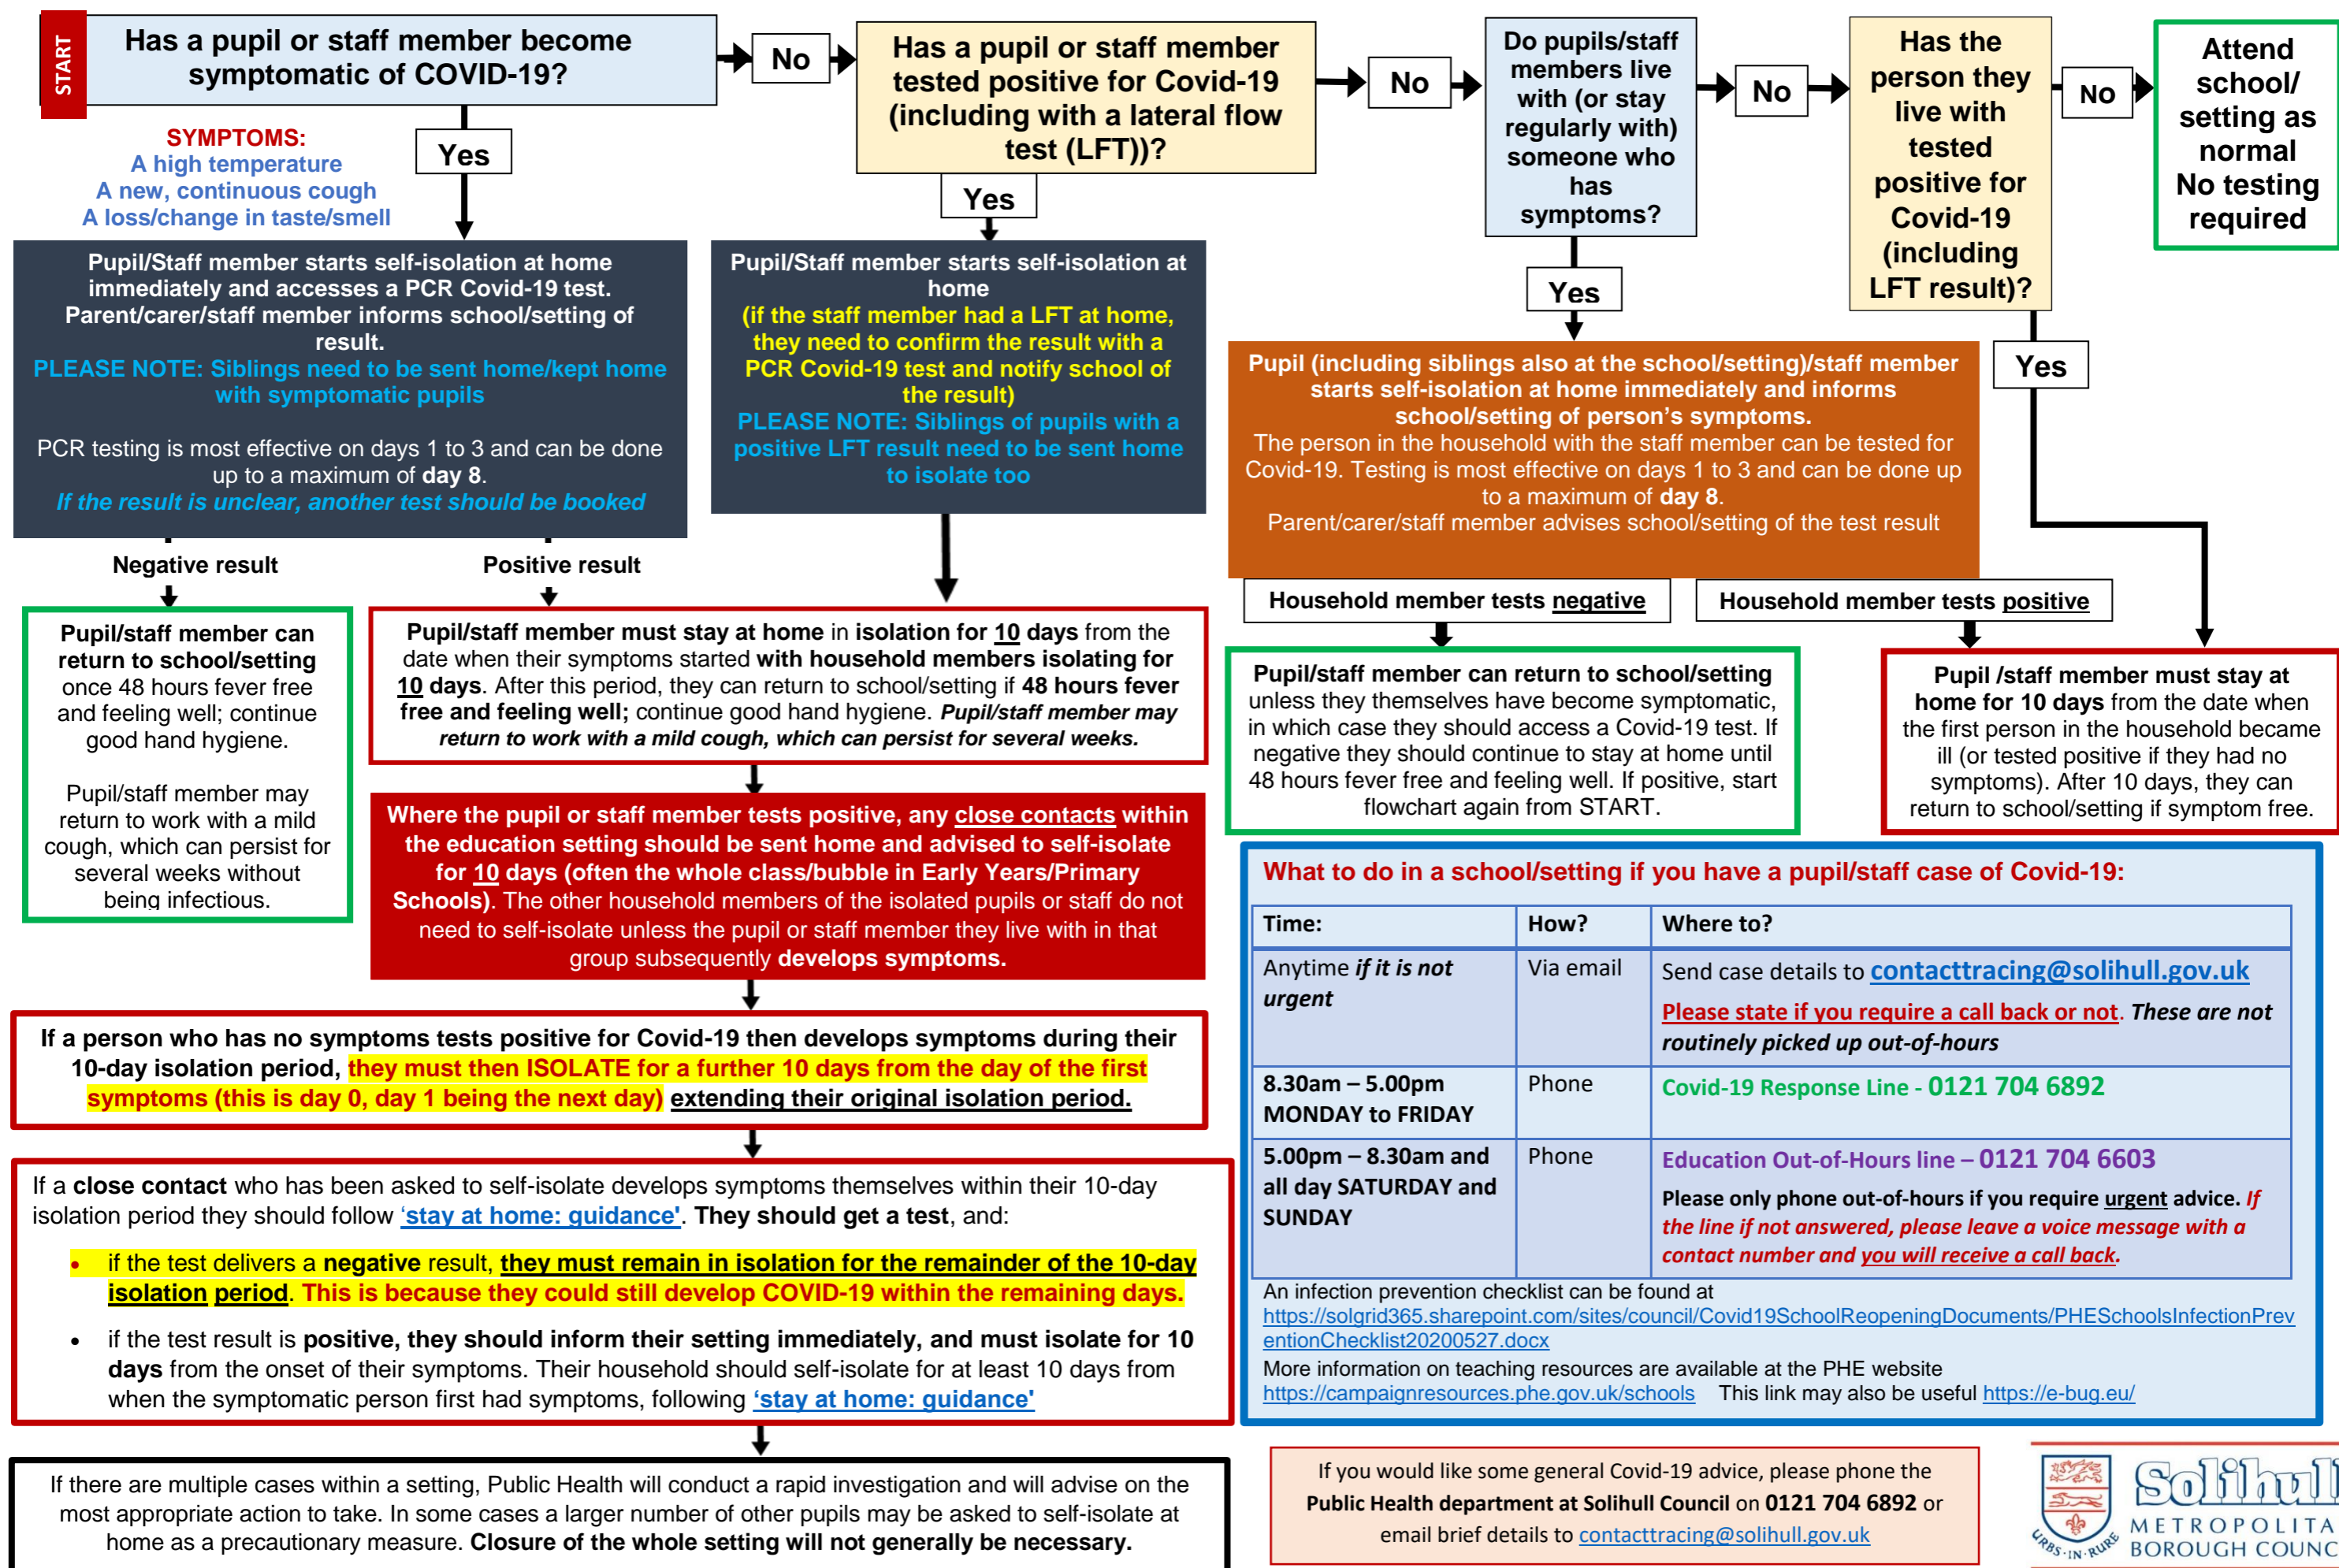 START
Has a pupil or staff member become
symptomatic of COVID-19?
No
Has a pupil or staff member
tested positive for Covid-19
(including with a lateral flow
test (LFT))?
No
Do pupils/staff
members live
with (or stay
regularly with)
someone who
has
symptoms?
No
Has the
person they
live with
tested
positive for
Covid-19
(including
LFT result)?
No
Attend
school/
setting as
normal
No testing
required
SYMPTOMS:
A high temperature
A new, continuous cough
A loss/change in taste/smell
Yes
Yes
Yes
Yes
Pupil/Staff member starts self-isolation at home
immediately and accesses a PCR Covid-19 test.
Parent/carer/staff member informs school/setting of
result.
PLEASE NOTE: Siblings need to be sent home/kept home
with symptomatic pupils
PCR testing is most effective on days 1 to 3 and can be done
up to a maximum of day 8.
If the result is unclear, another test should be booked
Pupil/Staff member starts self-isolation at
home
(if the staff member had a LFT at home,
they need to confirm the result with a
PCR Covid-19 test and notify school of
the result)
PLEASE NOTE: Siblings of pupils with a
positive LFT result need to be sent home
to isolate too
Pupil (including siblings also at the school/setting)/staff member
starts self-isolation at home immediately and informs
school/setting of person's symptoms.
The person in the household with the staff member can be tested for
Covid-19. Testing is most effective on days 1 to 3 and can be done up
to a maximum of day 8.
Parent/carer/staff member advises school/setting of the test result
Negative result
Positive result
Household member tests negative
Household member tests positive
Pupil/staff member can
return to school/setting
once 48 hours fever free
and feeling well; continue
good hand hygiene.
Pupil/staff member may
return to work with a mild
cough, which can persist for
several weeks without
being infectious.
Pupil/staff member must stay at home in isolation for 10 days from the
date when their symptoms started with household members isolating for
10 days. After this period, they can return to school/setting if 48 hours fever
free and feeling well; continue good hand hygiene. Pupil/staff member may
return to work with a mild cough, which can persist for several weeks.
Pupil/staff member can return to school/setting
unless they themselves have become symptomatic,
in which case they should access a Covid-19 test. If
negative they should continue to stay at home until
48 hours fever free and feeling well. If positive, start
flowchart again from START.
Pupil /staff member must stay at
home for 10 days from the date when
the first person in the household became
ill (or tested positive if they had no
symptoms). After 10 days, they can
return to school/setting if symptom free.
Where the pupil or staff member tests positive, any close contacts within
the education setting should be sent home and advised to self-isolate
for 10 days (often the whole class/bubble in Early Years/Primary
Schools). The other household members of the isolated pupils or staff do not
need to self-isolate unless the pupil or staff member they live with in that
group subsequently develops symptoms.
If a person who has no symptoms tests positive for Covid-19 then develops symptoms during their
10-day isolation period, they must then ISOLATE for a further 10 days from the day of the first
symptoms (this is day 0, day 1 being the next day) extending their original isolation period.
If a close contact who has been asked to self-isolate develops symptoms themselves within their 10-day
isolation period they should follow 'stay at home: guidance'. They should get a test, and:
• if the test delivers a negative result, they must remain in isolation for the remainder of the 10-day
isolation period. This is because they could still develop COVID-19 within the remaining days.
• if the test result is positive, they should inform their setting immediately, and must isolate for 10
days from the onset of their symptoms. Their household should self-isolate for at least 10 days from
when the symptomatic person first had symptoms, following 'stay at home: guidance'
If there are multiple cases within a setting, Public Health will conduct a rapid investigation and will advise on the
most appropriate action to take. In some cases a larger number of other pupils may be asked to self-isolate at
home as a precautionary measure. Closure of the whole setting will not generally be necessary.
What to do in a school/setting if you have a pupil/staff case of Covid-19:
Time: How? Where to?
Anytime if it is not
urgent
Via email
Send case details to contacttracing@solihull.gov.uk
Please state if you require a call back or not. These are not
routinely picked up out-of-hours
8.30am – 5.00pm
MONDAY to FRIDAY
Phone
Covid-19 Response Line - 0121 704 6892
5.00pm – 8.30am and
all day SATURDAY and
SUNDAY
Phone
Education Out-of-Hours line – 0121 704 6603
Please only phone out-of-hours if you require urgent advice. If
the line if not answered, please leave a voice message with a
contact number and you will receive a call back.
An infection prevention checklist can be found at
https://solgrid365.sharepoint.com/sites/council/Covid19SchoolReopeningDocuments/PHESchoolsInfectionPrev
entionChecklist20200527.docx
More information on teaching resources are available at the PHE website
https://campaignresources.phe.gov.uk/schools This link may also be useful https://e-bug.eu/
If you would like some general Covid-19 advice, please phone the
Public Health department at Solihull Council on 0121 704 6892 or
email brief details to contacttracing@solihull.gov.uk
URBS·IN·RURE
Solihull
METROPOLITA
BOROUGH COUNC